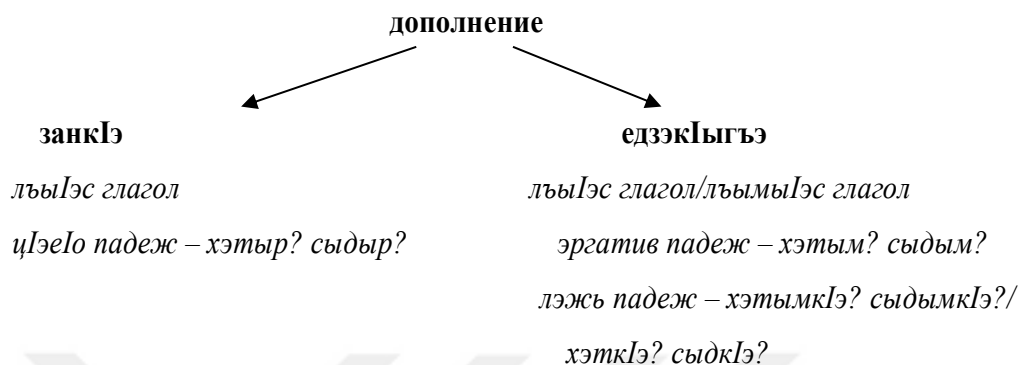 дополнение
занкIэ
едзэкIыгъэ
лъыIэс глагол
лъыIэс глагол/лъымыIэс глагол
цIэеIо падеж – хэтыр? сыдыр?
эргатив падеж – хэтым? сыдым?
лэжь падеж – хэтымкIэ? сыдымкIэ?/
хэткIэ? сыдкIэ?